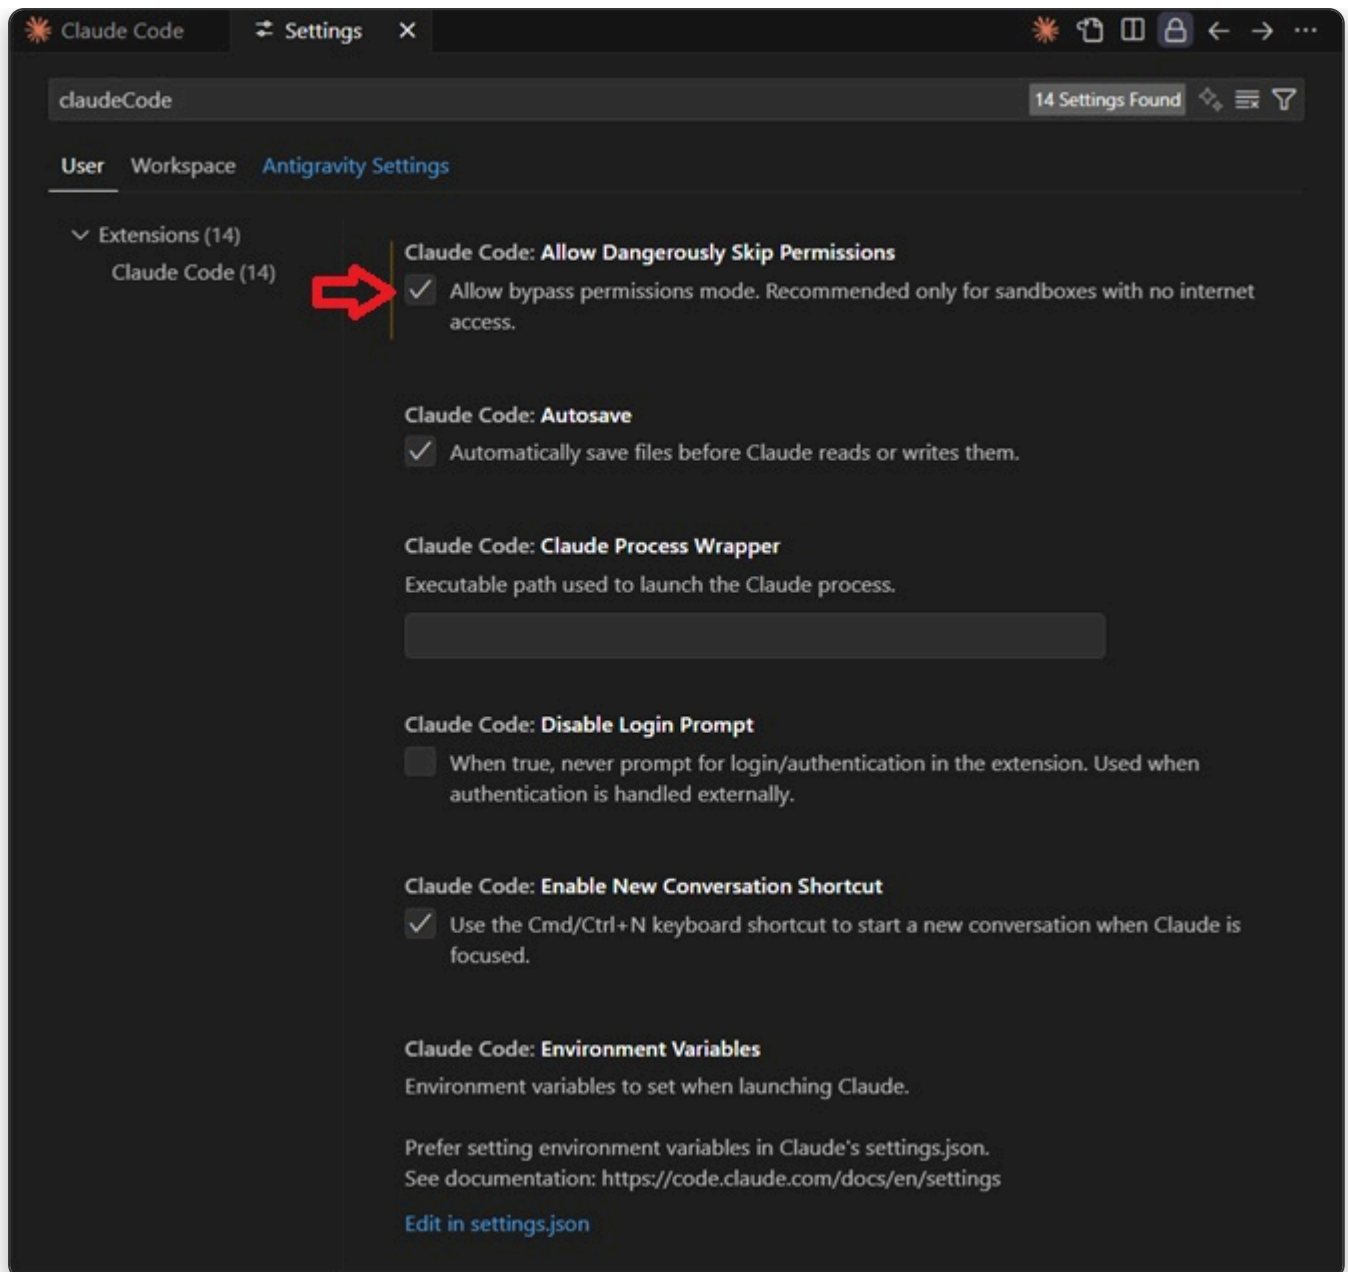 Claude Code
Settings
claudeCode
14 Settings Found
User Workspace Antigravity Settings
Extensions (14)
Claude Code (14)
Claude Code: Allow Dangerously Skip Permissions
Allow bypass permissions mode. Recommended only for sandboxes with no internet
access.
Claude Code: Autosave
Automatically save files before Claude reads or writes them.
Claude Code: Claude Process Wrapper
Executable path used to launch the Claude process.
Claude Code: Disable Login Prompt
When true, never prompt for login/authentication in the extension. Used when
authentication is handled externally.
Claude Code: Enable New Conversation Shortcut
Use the Cmd/Ctrl+N keyboard shortcut to start a new conversation when Claude is
focused.
Claude Code: Environment Variables
Environment variables to set when launching Claude.
Prefer setting environment variables in Claude's settings.json.
See documentation: https://code.claude.com/docs/en/settings
Edit in settings.json